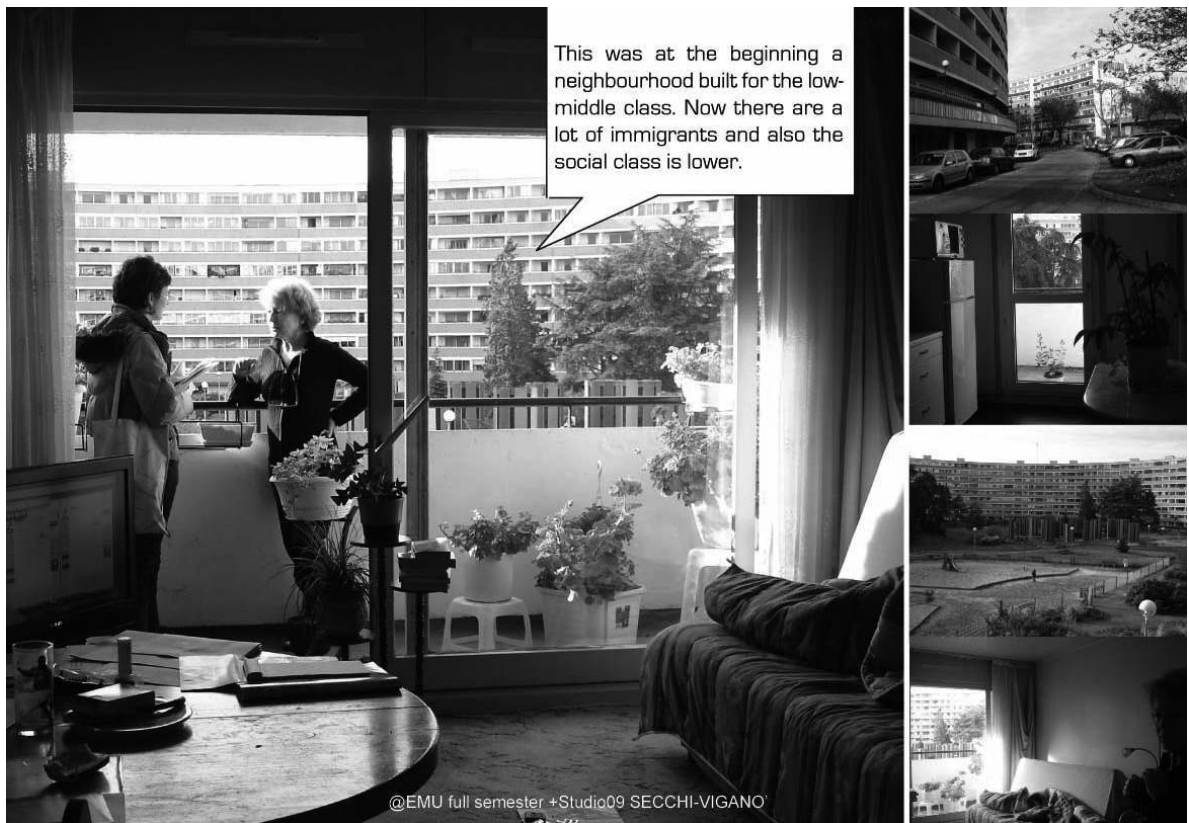 This was at the beginning a
neighbourhood built for the low-
middle class. Now there are a
lot of immigrants and also the
social class is lower.
@EMU full semester +Studio09 SECCHI-VIGANO'